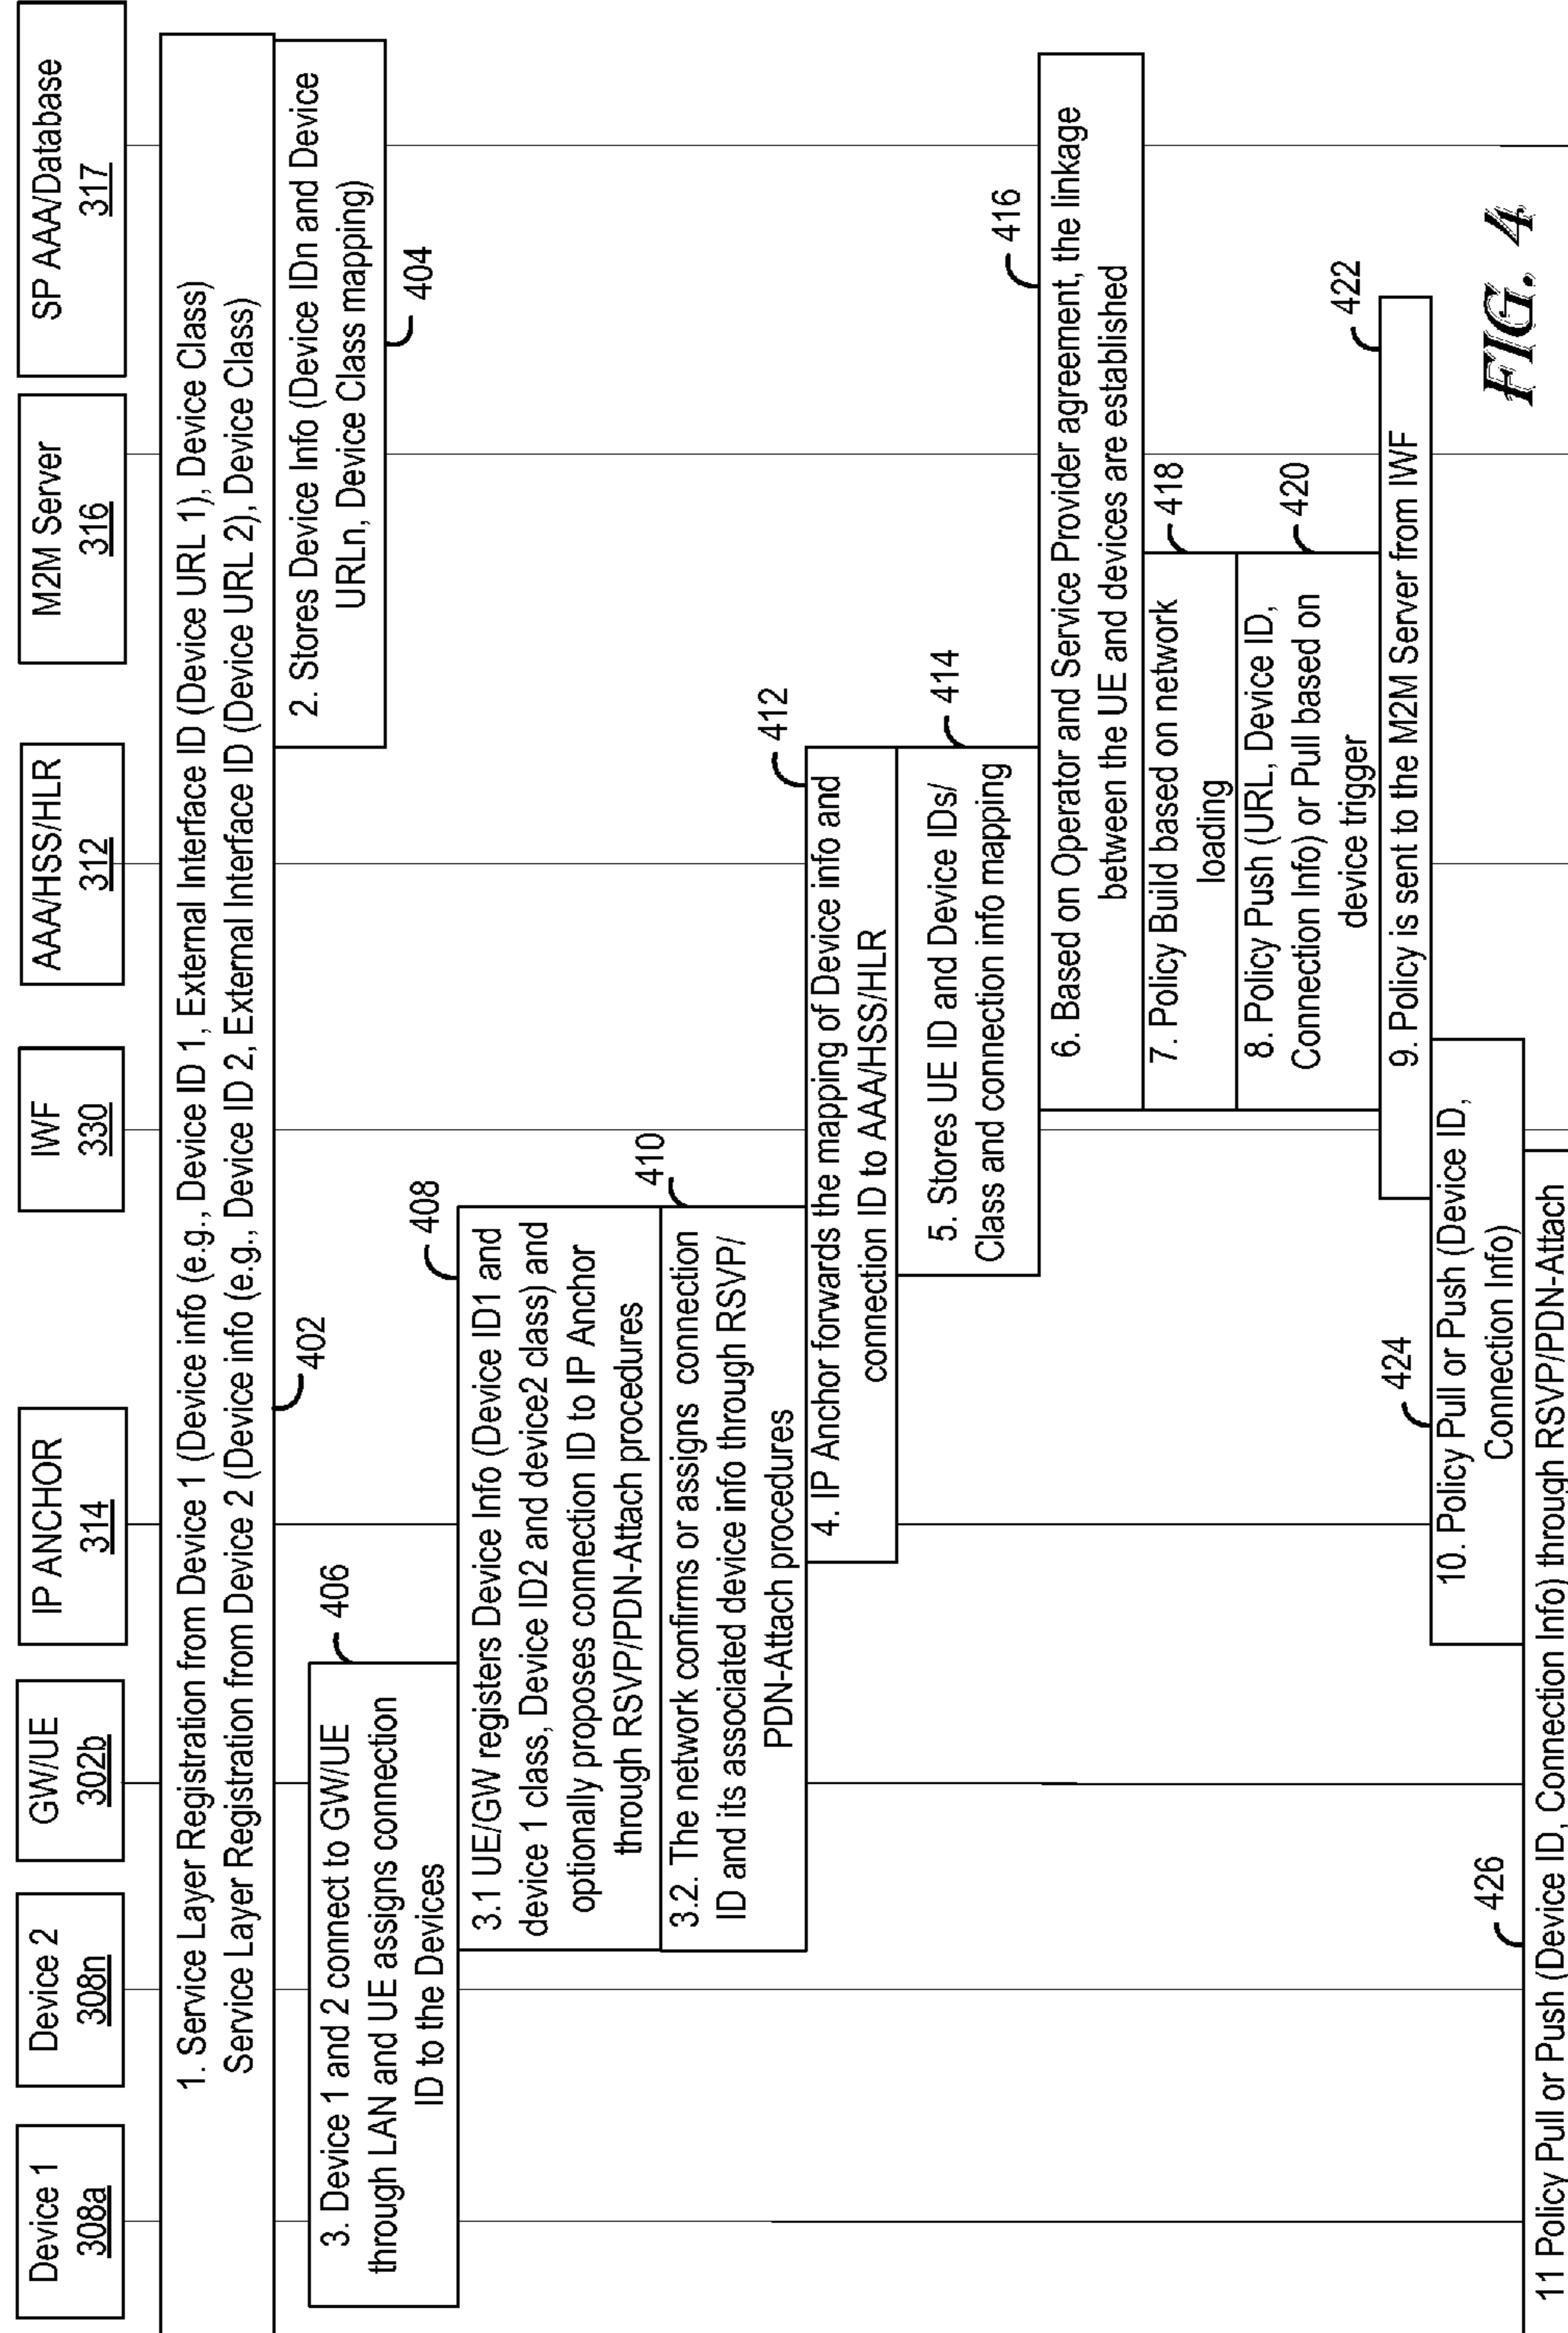 Device 1
308a
Device 2
308n
GW/UE
302b
IP ANCHOR
314
IWF
330
AAA/HSS/HLR
312
M2M Server
316
SP AAA/Database
317
1. Service Layer Registration from Device 1 (Device info (e.g., Device ID 1, External Interface ID (Device URL 1), Device Class)
Service Layer Registration from Device 2 (Device info (e.g., Device ID 2, External Interface ID (Device URL 2), Device Class)
402
2. Stores Device Info (Device IDn and Device
URLn, Device Class mapping)
404
3. Device 1 and 2 connect to GW/UE
through LAN and UE assigns connection
ID to the Devices
406
3.1 UE/GW registers Device Info (Device ID1 and
device 1 class, Device ID2 and device2 class) and
optionally proposes connection ID to IP Anchor
through RSVP/PDN-Attach procedures
408
3.2. The network confirms or assigns connection
ID and its associated device info through RSVP/
PDN-Attach procedures
410
4. IP Anchor forwards the mapping of Device info and
connection ID to AAA/HSS/HLR
412
5. Stores UE ID and Device IDs/
Class and connection info mapping
414
6. Based on Operator and Service Provider agreement, the linkage
between the UE and devices are established
416
7. Policy Build based on network
loading
418
8. Policy Push (URL, Device ID,
Connection Info) or Pull based on
device trigger
420
9. Policy is sent to the M2M Server from IWF
422
10. Policy Pull or Push (Device ID,
Connection Info)
424
11 Policy Pull or Push (Device ID, Connection Info) through RSVP/PDN-Attach
426
FIG. 4